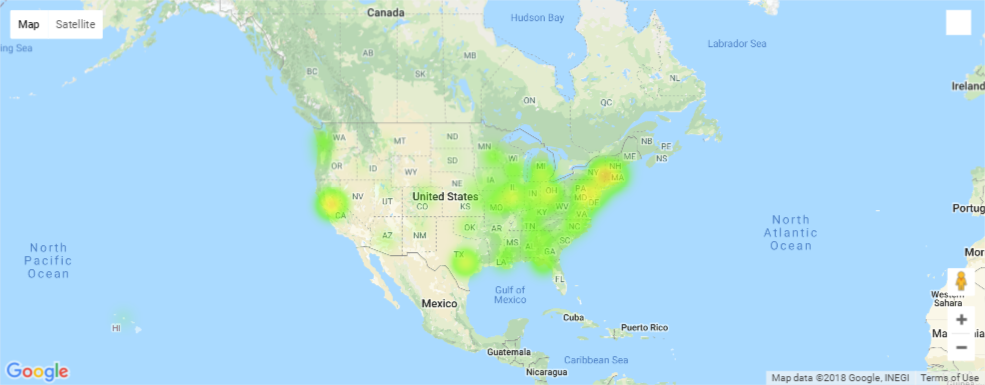 Map
Satellite
Canada
Hudson Bay
Labrador Sea
ing Sea
AB
MB
BC
SK
NL
ON
QC
Ireland
WA
MT
ND
MN
NB
PE
NS
ME
OR
ID
SD
WI
MI
NY
NH
MA
WY
IA
NE
PA
NV
UT
United States
IN
OH
MD
DE
CO
KS
MO
KY
WV
VA
CA
AZ
NM
OK
AR
TN
NC
SC
MS
AL
GA
TX
LA
FL
North
Pacific
Ocean
North
Atlantic
Ocean
Portug
Mor
Gulf of
Mexico
Mexico
Western
Sahara
Cuba
Puerto Rico
HI
Guatemala
Caribbean Sea
Nicaragua
Google
Map data ©2018 Google, INEGI
Terms of Use